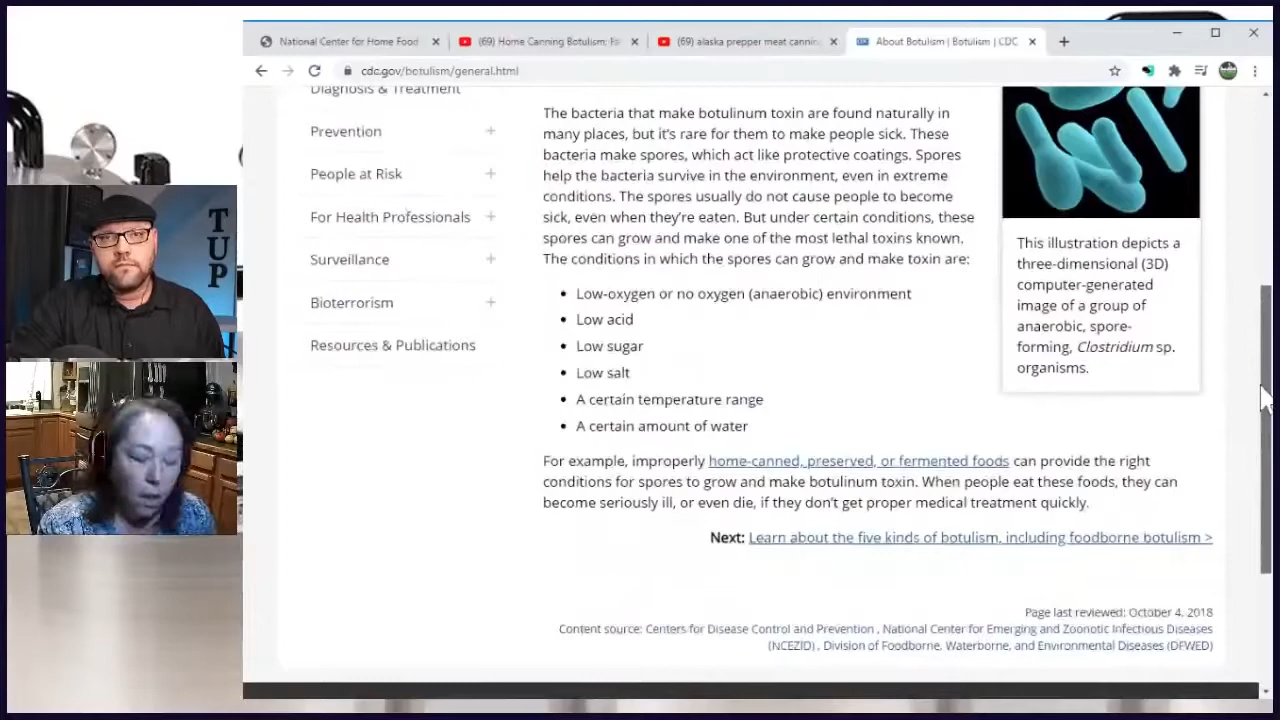 National Center for Home Food
(69) Home Canning Botulism: Pa
(69) alaska prepper meat cannin
About Botulism | Botulism | CDC
cdc.gov/botulism/general.html
Diagnosis & Treatment
Prevention
People at Risk
For Health Professionals
Surveillance
Bioterrorism
Resources & Publications
The bacteria that make botulinum toxin are found naturally in
many places, but it's rare for them to make people sick. These
bacteria make spores, which act like protective coatings. Spores
help the bacteria survive in the environment, even in extreme
conditions. The spores usually do not cause people to become
sick, even when they're eaten. But under certain conditions, these
spores can grow and make one of the most lethal toxins known.
The conditions in which the spores can grow and make toxin are:
• Low-oxygen or no oxygen (anaerobic) environment
• Low acid
• Low sugar
• Low salt
• A certain temperature range
• A certain amount of water
For example, improperly home-canned, preserved, or fermented foods can provide the right
conditions for spores to grow and make botulinum toxin. When people eat these foods, they can
become seriously ill, or even die, if they don't get proper medical treatment quickly.
Next: Learn about the five kinds of botulism, including foodborne botulism >
This illustration depicts a
three-dimensional (3D)
computer-generated
image of a group of
anaerobic, spore-
forming, Clostridium sp.
organisms.
Page last reviewed: October 4, 2018
Content source: Centers for Disease Control and Prevention , National Center for Emerging and Zoonotic Infectious Diseases
(NCEZID) , Division of Foodborne, Waterborne, and Environmental Diseases (DFWED)
T
U
P